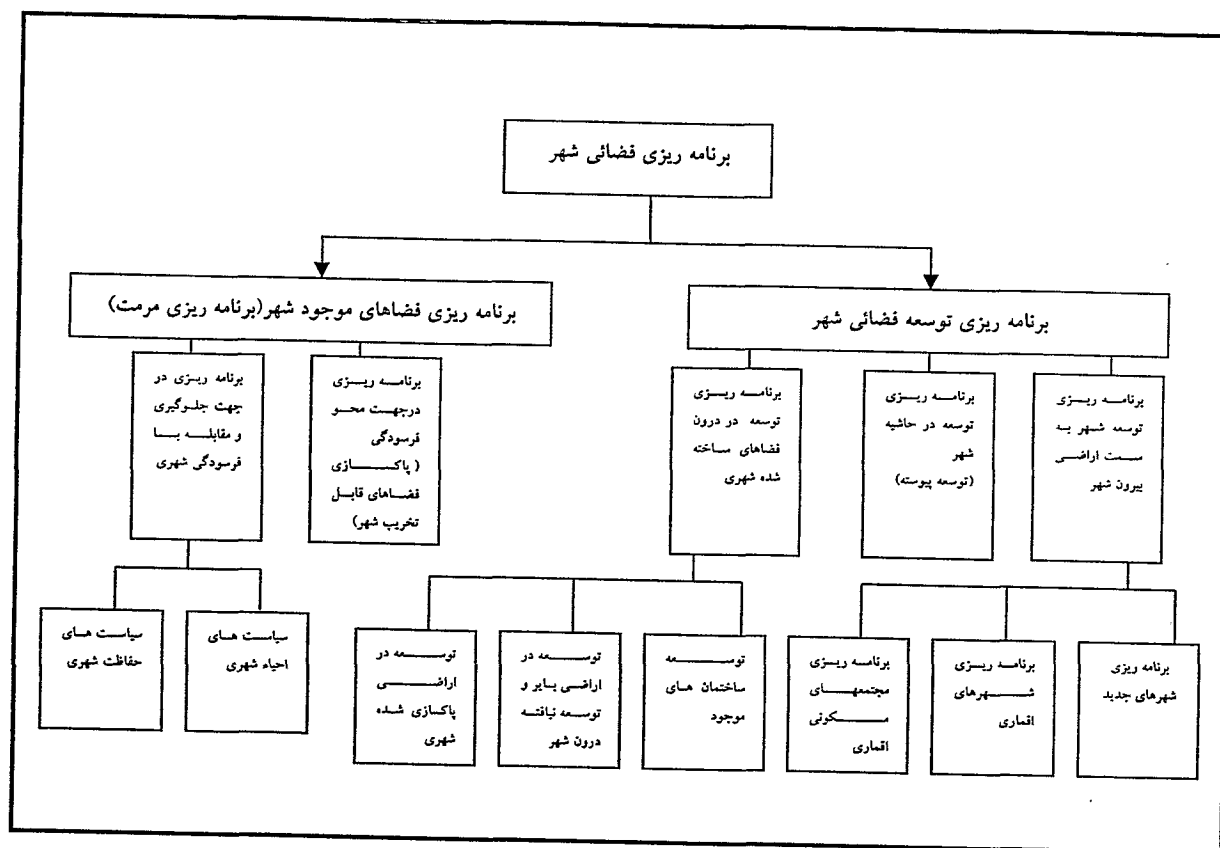 برنامه ریزی فضائی شهر
برنامه ریزی توسعه فضائی شهر
برنامه ریزی فضاهای موجود شهر(برنامه ریزی مرمت)
برنامه ریزی
توسعه شهر به
سمت اراضی
بیرون شهر
برنامه ریزی
توسعه در حاشیه
شهر
(توسعه پیوسته)
برنامه ریزی
توسعه در درون
فضاهای ساخته
شده شهری
برنامه ریزی
درجهت محو
فرسودگی
( پاکسازی
فضاهای قابل
تخریب شهر)
برنامه ریزی در
جهت جلوگیری
و مقابله با
فرسودگی شهری
برنامه ریزی
شهرهای جدید
برنامه ریزی
شهرهای
اقماری
برنامه ریزی
مجتمعهای
مسکونی
اقماری
توسعه
ساختمان های
موجود
توسعه در
اراضی بایر و
توسعه نیافته
درون شهر
توسعه در
اراضی
پاکسازی شده
شهری
سیاست های
احیاء شهری
سیاست های
حفاظت شهری